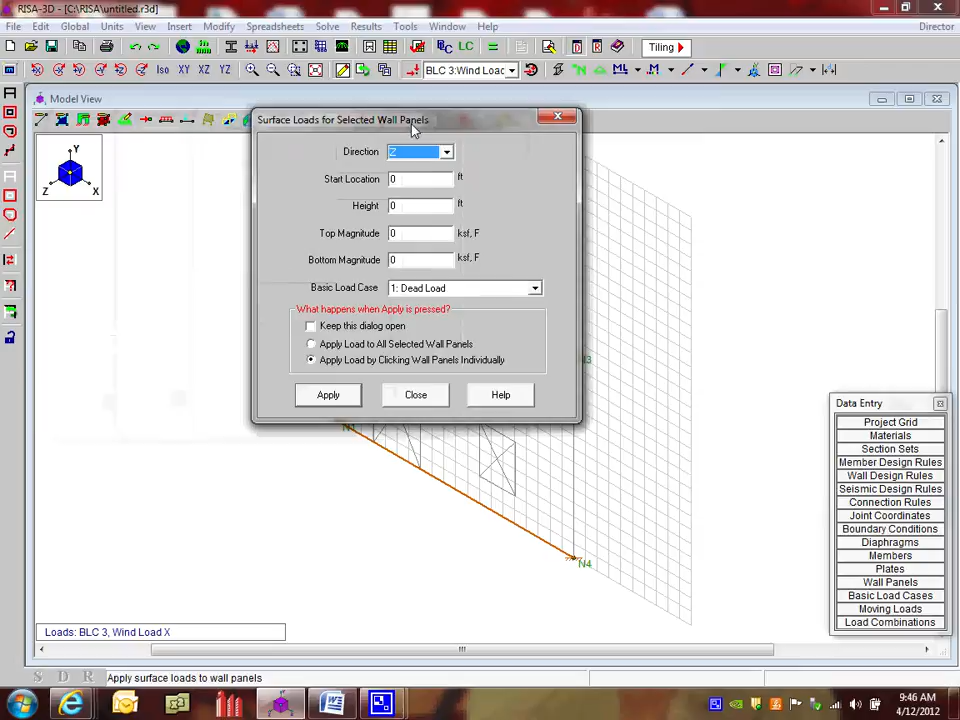 RISA-3D - [C:\RISA\untitled.r3d]
File Edit Global Units Insert Modify Spreadsheets Solve Results Tools Window Help Director
LC Tiling
Iso XY XZ YZ BLC 3:Wind Loac ML
Model View
Surface Loads for Selected Wall Panels
Y
Z X
Direction Z
Start Location 0 ft
Height 0 ft
Top Magnitude 0 ksf, F
Bottom Magnitude 0 ksf, F
Basic Load Case 1: Dead Load
What happens when Apply is pressed?
Keep this dialog open
Apply Load to All Selected Wall Panels
Apply Load by Clicking Wall Panels Individually
Apply Close Help
N3
N1
N4
Data Entry
Project Grid
Materials
Section Sets
Member Design Rules
Wall Design Rules
Seismic Design Rules
Connection Rules
Joint Coordinates
Boundary Conditions
Diaphragms
Members
Plates
Wall Panels
Basic Load Cases
Moving Loads
Load Combinations
Loads: BLC 3, Wind Load X
S D R Apply surface loads to wall panels
9:46 AM
4/12/2012